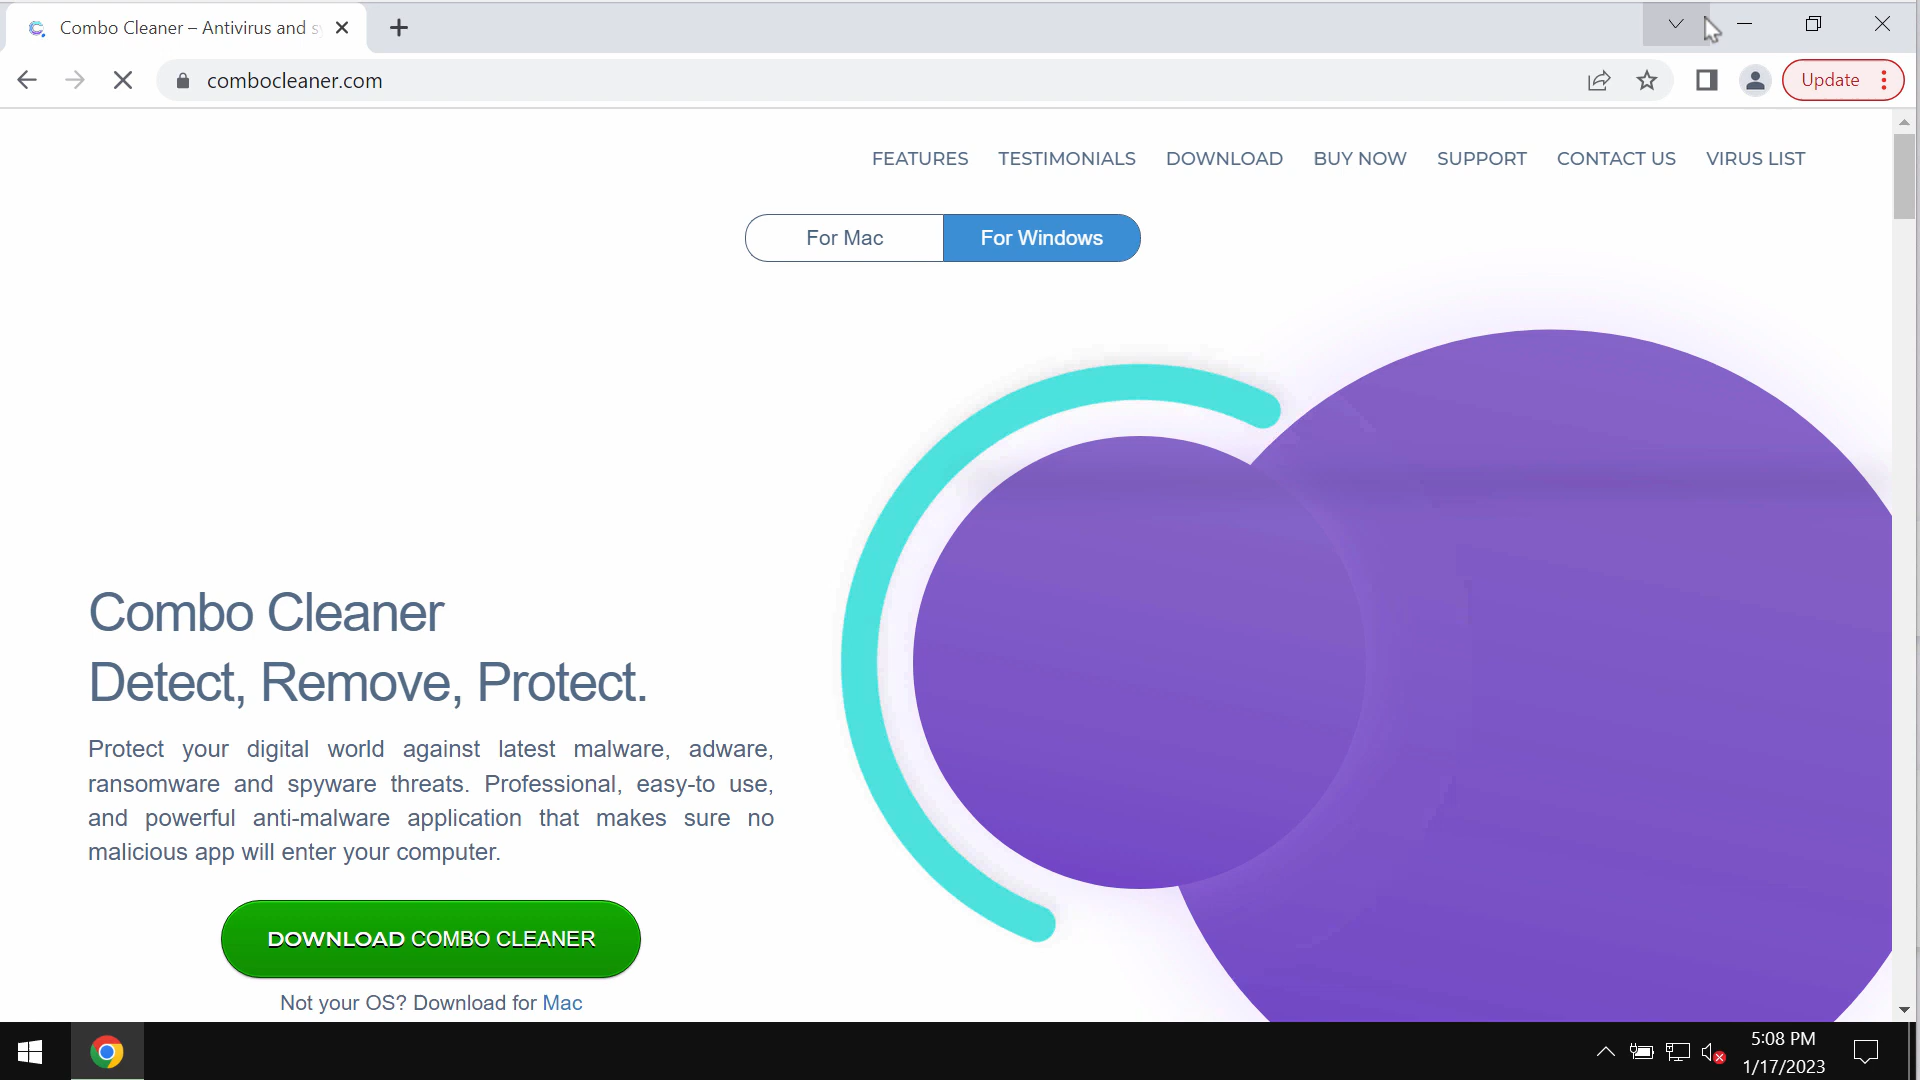 Combo Cleaner – Antivirus and s
combocleaner.com
Update
FEATURES TESTIMONIALS DOWNLOAD BUY NOW SUPPORT CONTACT US VIRUS LIST
For Mac For Windows
Combo Cleaner
Detect, Remove, Protect.
Protect your digital world against latest malware, adware,
ransomware and spyware threats. Professional, easy-to use,
and powerful anti-malware application that makes sure no
malicious app will enter your computer.
DOWNLOAD COMBO CLEANER
Not your OS? Download for Mac
5:08 PM
1/17/2023